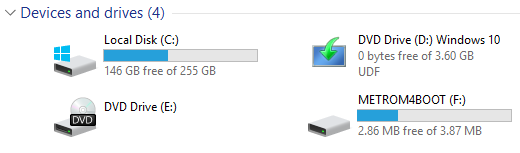 Devices and drives (4)
Local Disk (C:)
146 GB free of 255 GB
DVD Drive (D:) Windows 10
0 bytes free of 3.60 GB
UDF
DVD Drive (E:)
DVD
METROM4BOOT (F:)
2.86 MB free of 3.87 MB